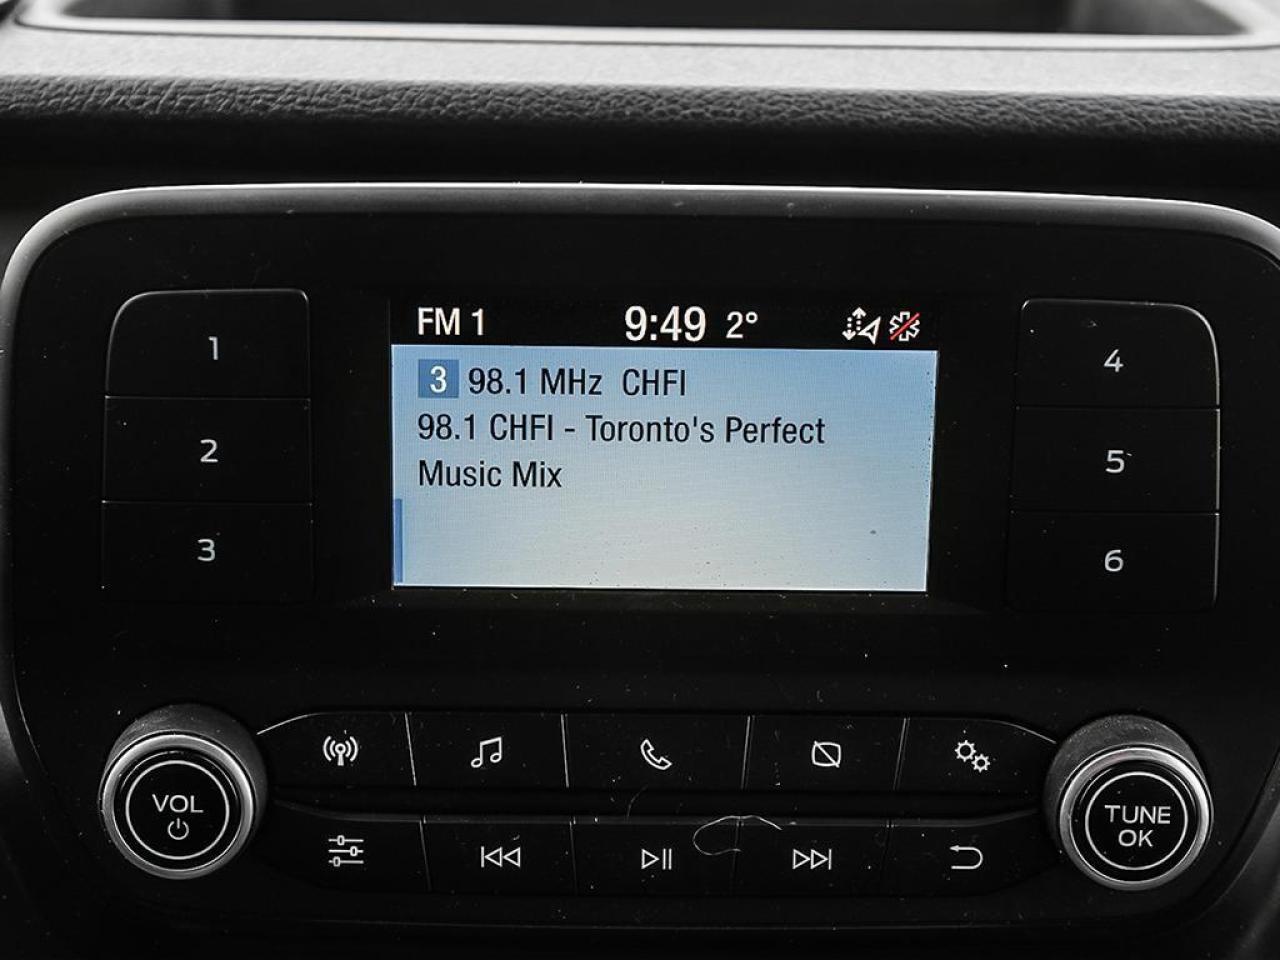 FM 1 9:49 2°
3 98.1 MHz CHFI
98.1 CHFI - Toronto's Perfect
Music Mix
1
2
3
4
5
6
VOL
TUNE
OK